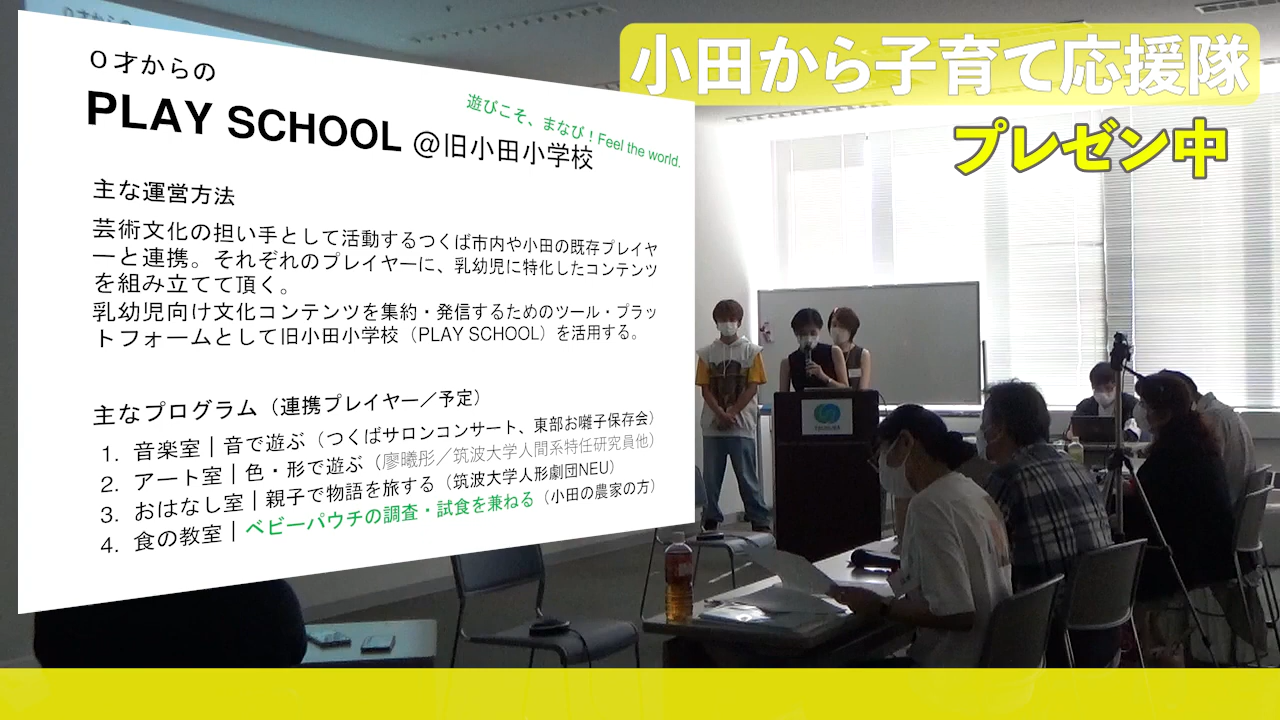 小田から子育て応援隊
プレゼン中
0才からの
PLAY SCHOOL @旧小田小学校
遊びこそ、まなび！Feel the world.
主な運営方法
芸術文化の担い手として活動するつくば市内や小田の既存プレイヤ
ーと連携。それぞれのプレイヤーに、乳幼児に特化したコンテンツ
を組み立てて頂く。
乳幼児向け文化コンテンツを集約・発信するためのツール・プラッ
トフォームとして旧小田小学校（PLAY SCHOOL）を活用する。
主なプログラム（連携プレイヤー／予定）
1. 音楽室｜音で遊ぶ（つくばサロンコンサート、東部お囃子保存会）
2. アート室｜色・形で遊ぶ（廖曦彤／筑波大学人間系特任研究員他）
3. おはなし室｜親子で物語を旅する（筑波大学人形劇団NEU）
4. 食の教室｜ベビーパウチの調査・試食を兼ねる（小田の農家の方）